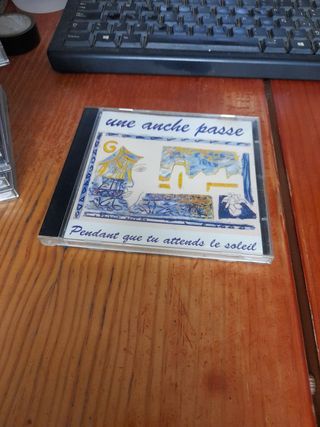 une anche passe
Pendant que tu attends le soleil